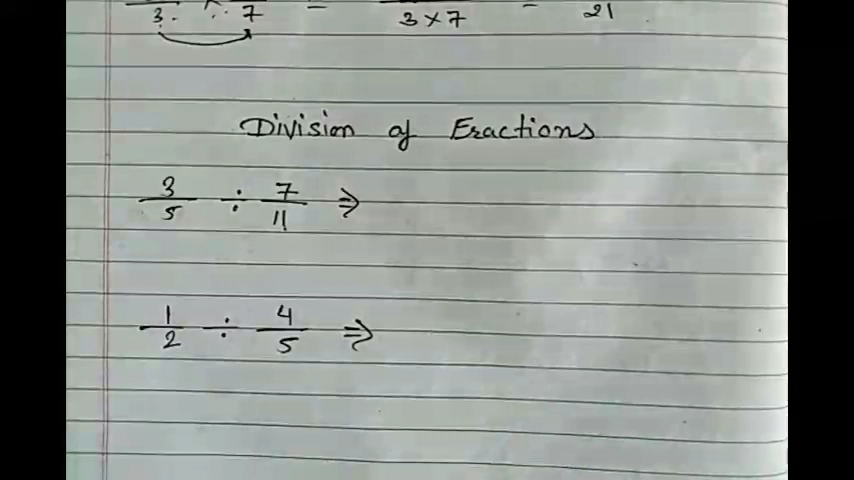 3 . × . 7 = 3 × 7 = 21
Division of Fractions
3/5 ÷ 7/11 ⇒
1/2 ÷ 4/5 ⇒